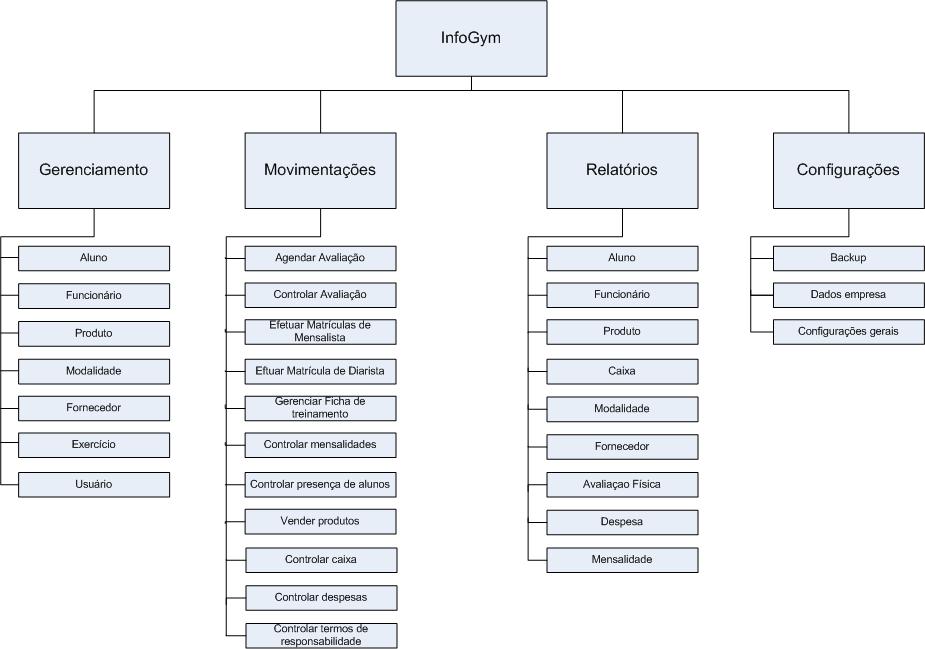 InfoGym
Gerenciamento
Movimentações
Relatórios
Configurações
Aluno
Funcionário
Produto
Modalidade
Fornecedor
Exercício
Usuário
Agendar Avaliação
Controlar Avaliação
Efetuar Matrículas de
Mensalista
Eftuar Matrícula de Diarista
Gerenciar Ficha de
treinamento
Controlar mensalidades
Controlar presença de alunos
Vender produtos
Controlar caixa
Controlar despesas
Controlar termos de
responsabilidade
Aluno
Funcionário
Produto
Caixa
Modalidade
Fornecedor
Avaliaçao Física
Despesa
Mensalidade
Backup
Dados empresa
Configurações gerais